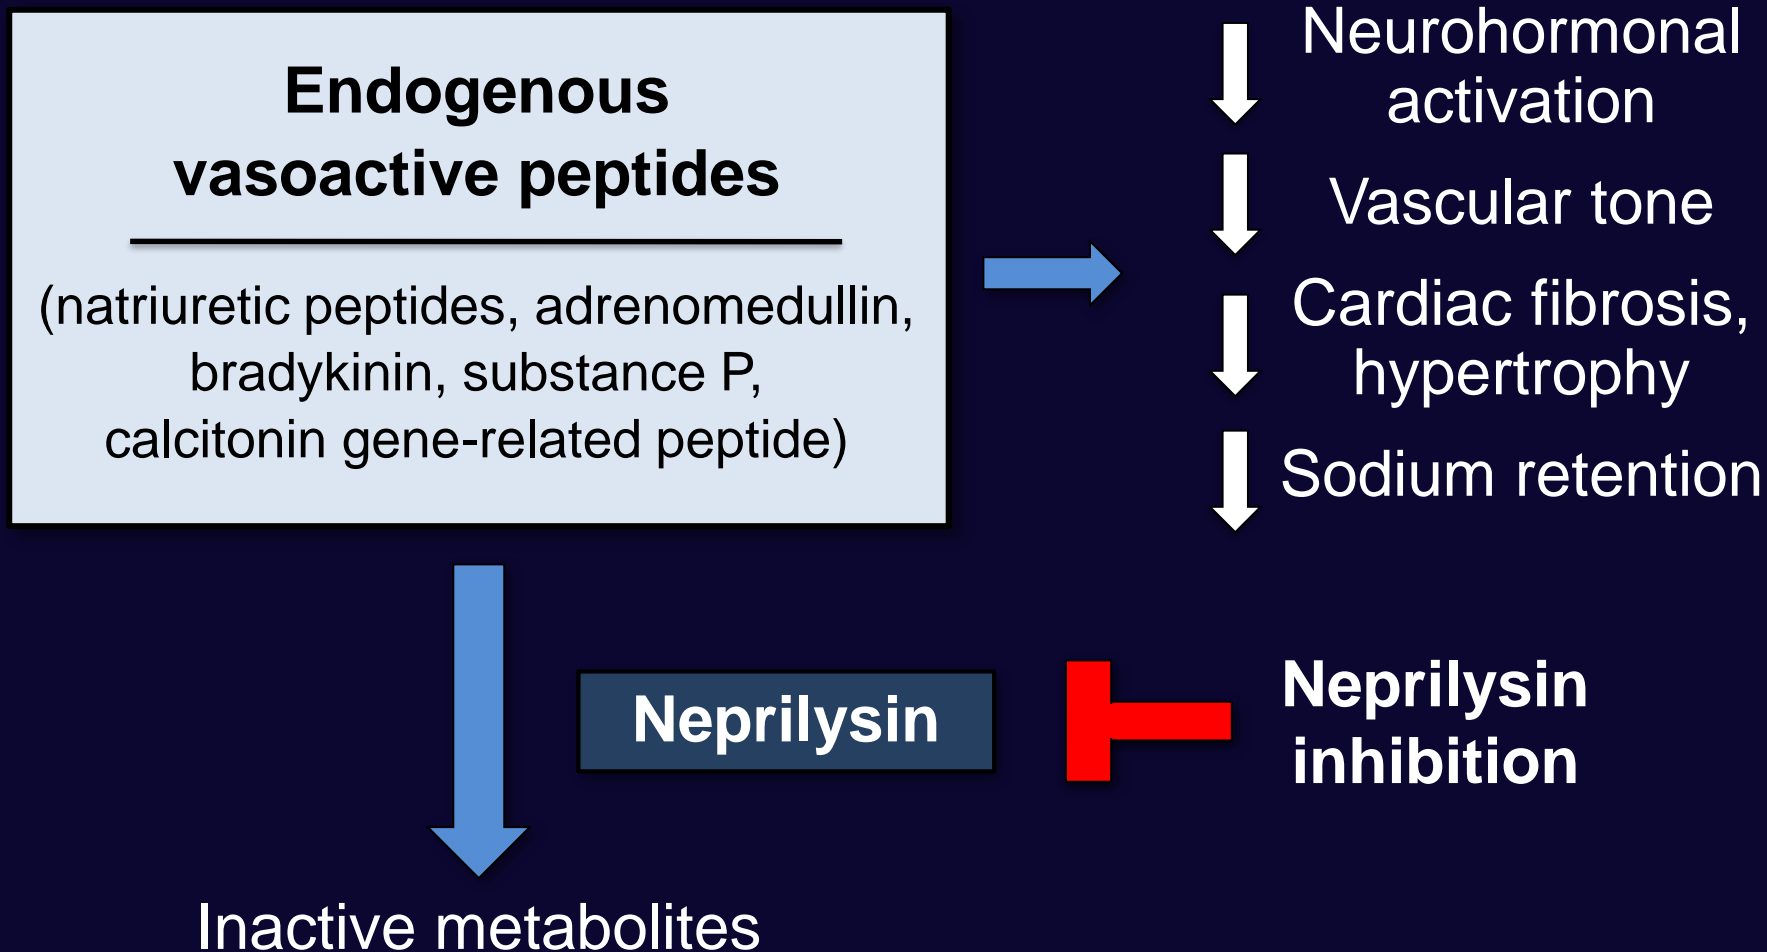 Endogenous
vasoactive peptides
(natriuretic peptides, adrenomedullin,
bradykinin, substance P,
calcitonin gene-related peptide)
Neurohormonal
activation
Vascular tone
Cardiac fibrosis,
hypertrophy
Sodium retention
Neprilysin
Neprilysin
inhibition
Inactive metabolites